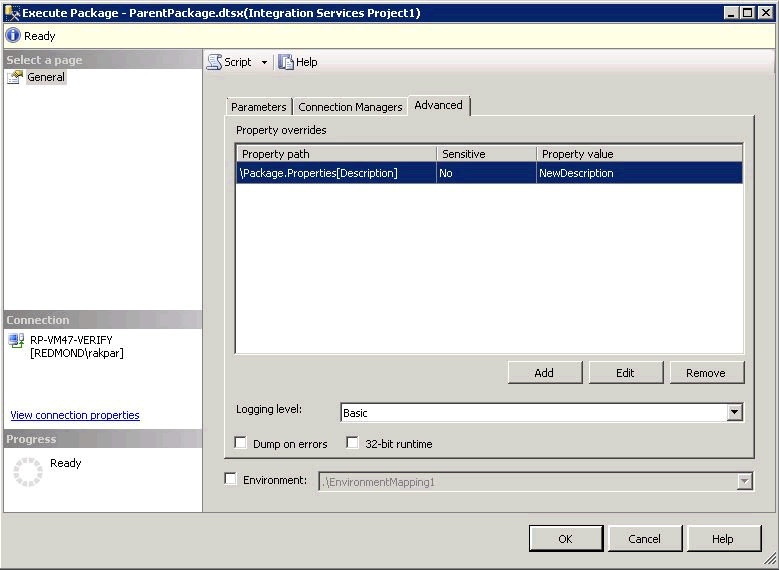 Execute Package - ParentPackage.dtsx(Integration Services Project1)
Ready
Select a page
General
Script
Help
Parameters
Connection Managers
Advanced
Property overrides
Property path
Sensitive
Property value
\Package.Properties[Description]
No
NewDescription
Add
Edit
Remove
Logging level:
Basic
Dump on errors
32-bit runtime
Environment:
.\EnvironmentMapping1
Connection
RP-VM47-VERIFY
[REDMOND\rakpar]
View connection properties
Progress
Ready
OK
Cancel
Help